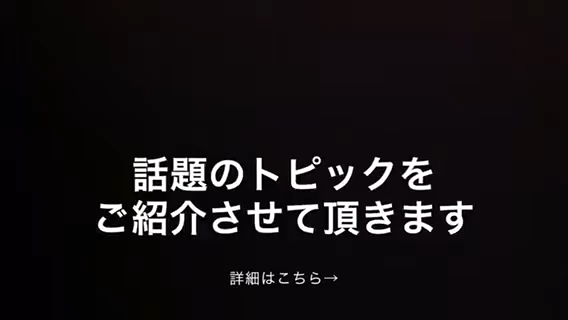 話題のトピックを
ご紹介させて頂きます
詳細はこちら→